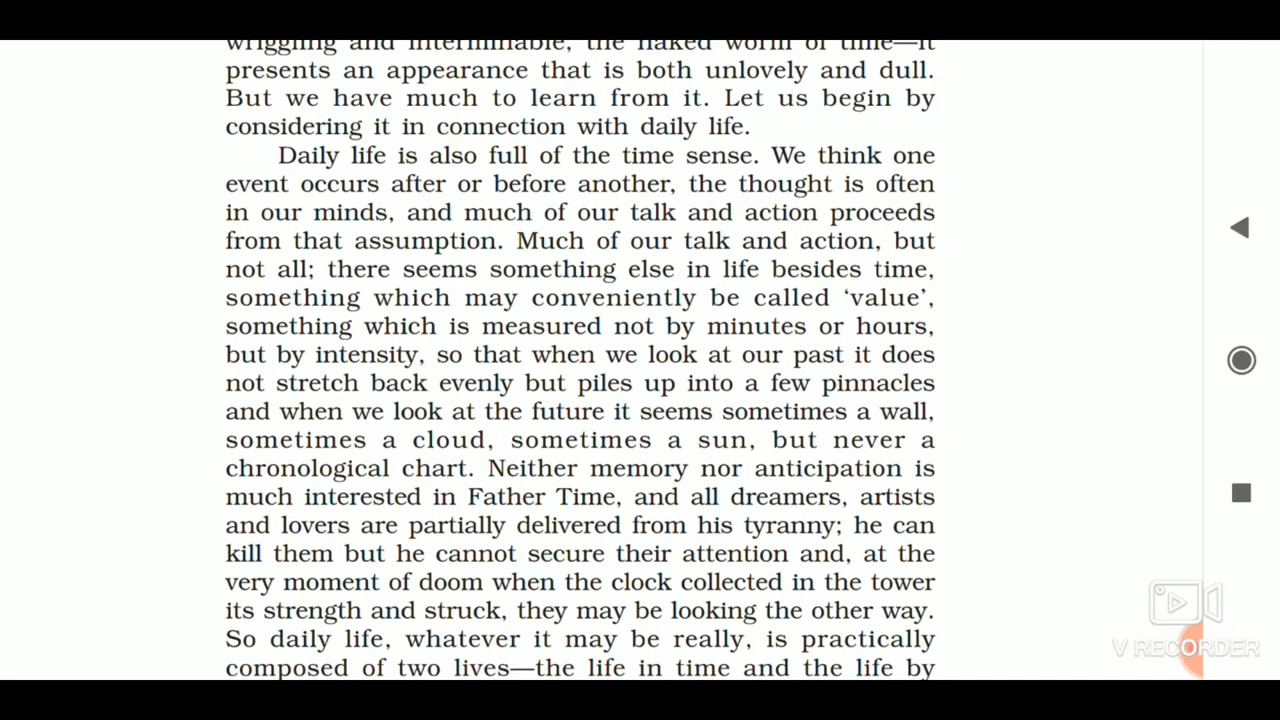 wriggling and interminable, the naked worm of time—it
presents an appearance that is both unlovely and dull.
But we have much to learn from it. Let us begin by
considering it in connection with daily life.
Daily life is also full of the time sense. We think one
event occurs after or before another, the thought is often
in our minds, and much of our talk and action proceeds
from that assumption. Much of our talk and action, but
not all; there seems something else in life besides time,
something which may conveniently be called ‘value’,
something which is measured not by minutes or hours,
but by intensity, so that when we look at our past it does
not stretch back evenly but piles up into a few pinnacles
and when we look at the future it seems sometimes a wall,
sometimes a cloud, sometimes a sun, but never a
chronological chart. Neither memory nor anticipation is
much interested in Father Time, and all dreamers, artists
and lovers are partially delivered from his tyranny; he can
kill them but he cannot secure their attention and, at the
very moment of doom when the clock collected in the tower
its strength and struck, they may be looking the other way.
So daily life, whatever it may be really, is practically
composed of two lives—the life in time and the life by
V RECORDER